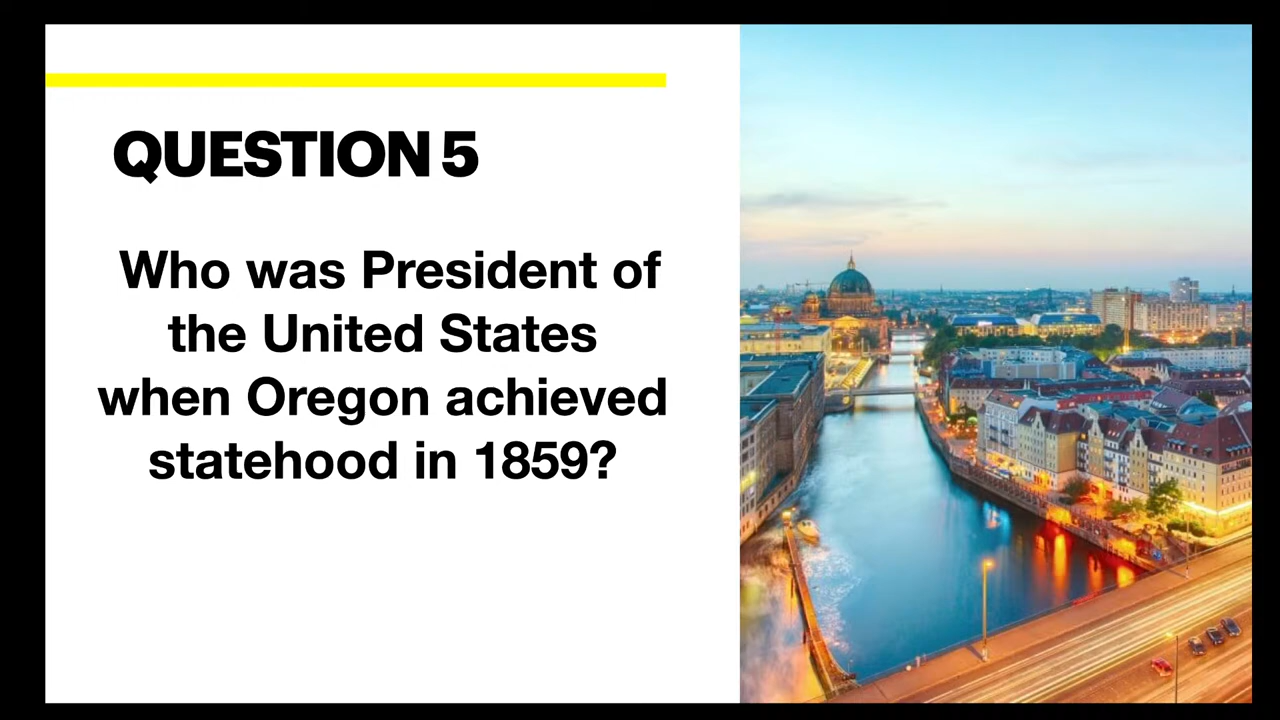 QUESTION 5
Who was President of
the United States
when Oregon achieved
statehood in 1859?